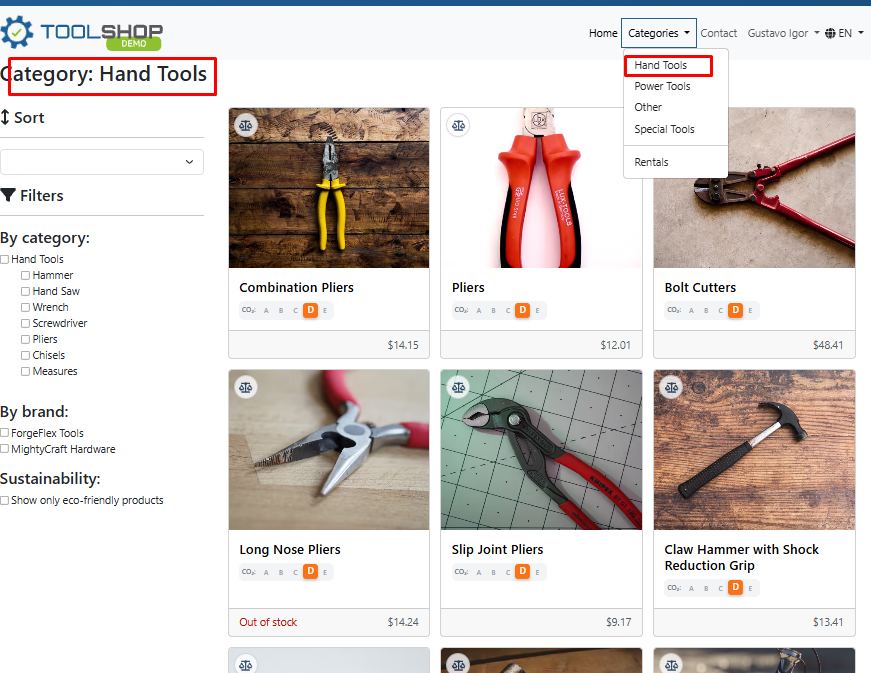 TOOLSHOP
DEMO
Home
Categories
Contact
Gustavo Igor
EN
Hand Tools
Power Tools
Other
Special Tools
Rentals
Category: Hand Tools
Sort
Filters
By category:
Hand Tools
Hammer
Hand Saw
Wrench
Screwdriver
Pliers
Chisels
Measures
By brand:
ForgeFlex Tools
MightyCraft Hardware
Sustainability:
Show only eco-friendly products
Combination Pliers
CO₂: A B C D E
$14.15
Pliers
CO₂: A B C D E
$12.01
Bolt Cutters
CO₂: A B C D E
$48.41
Long Nose Pliers
CO₂: A B C D E
Out of stock $14.24
Slip Joint Pliers
CO₂: A B C D E
$9.17
Claw Hammer with Shock
Reduction Grip
CO₂: A B C D E
$13.41